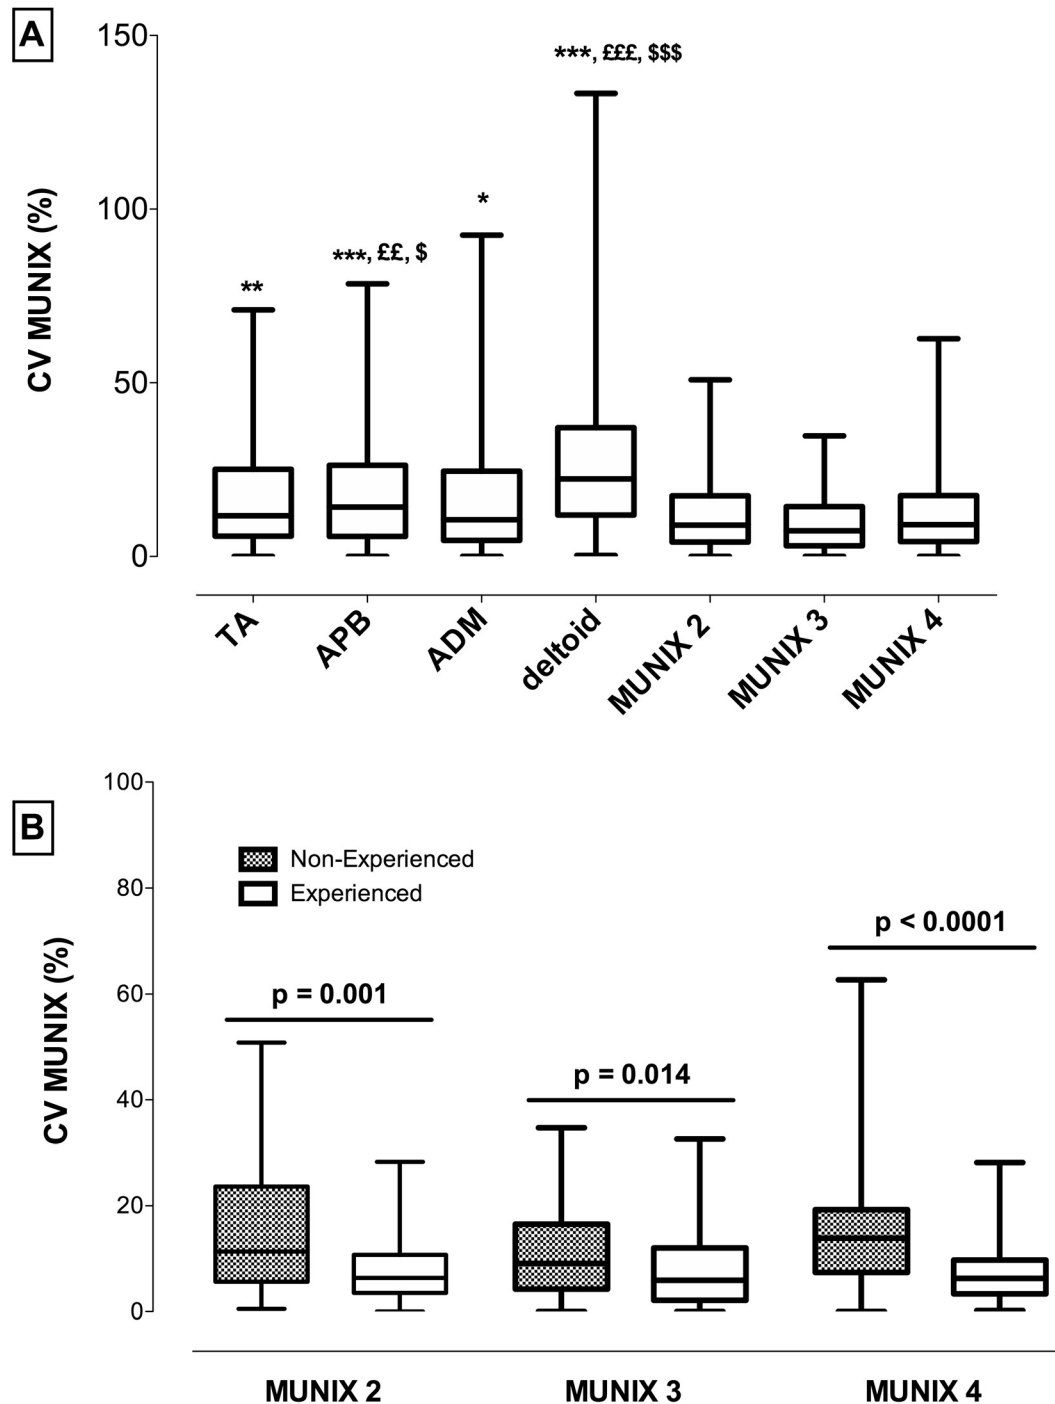 A
CV MUNIX (%)
150
100
50
0
**
***, ££, $
*
***, £££, $$$
TA
APB
ADM
deltoid
MUNIX 2
MUNIX 3
MUNIX 4
B
CV MUNIX (%)
100
80
60
40
20
0
Non-Experienced
Experienced
p = 0.001
p = 0.014
p < 0.0001
MUNIX 2
MUNIX 3
MUNIX 4